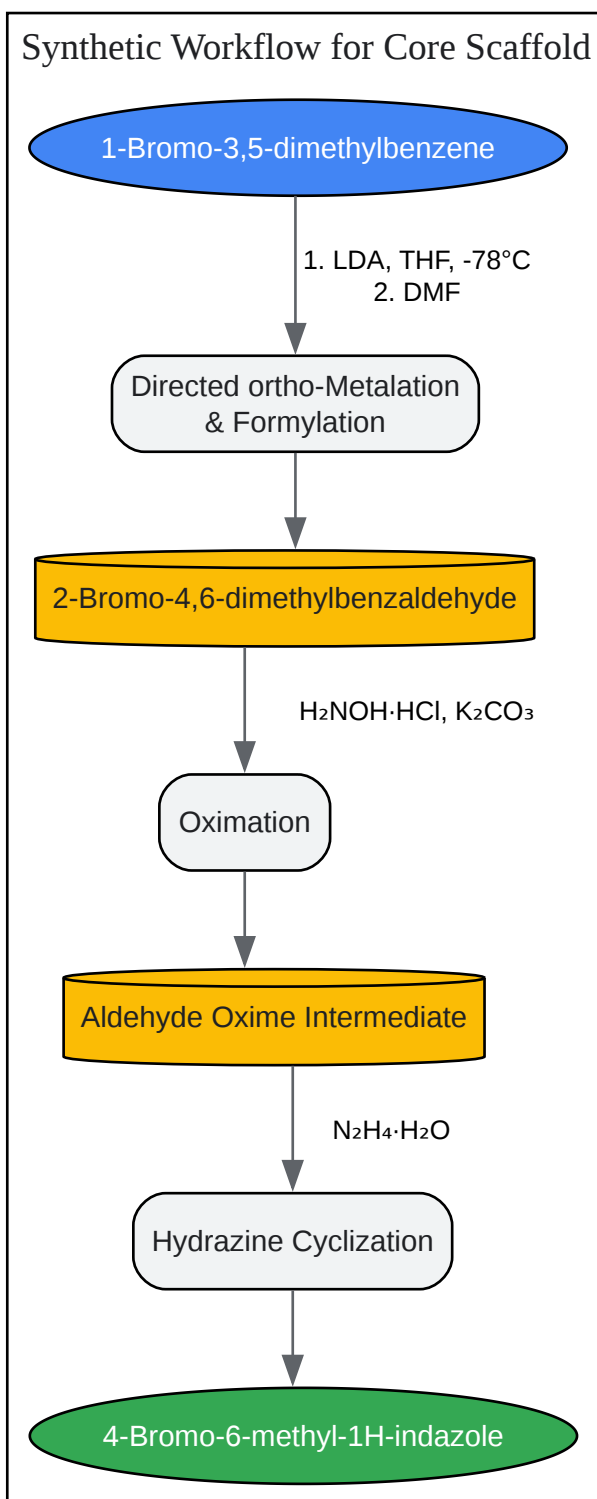 Synthetic Workflow for Core Scaffold
1-Bromo-3,5-dimethylbenzene
1. LDA, THF, -78°C
2. DMF
Directed ortho-Metalation
& Formylation
2-Bromo-4,6-dimethylbenzaldehyde
H₂NOH·HCl, K₂CO₃
Oximation
Aldehyde Oxime Intermediate
N₂H₄·H₂O
Hydrazine Cyclization
4-Bromo-6-methyl-1H-indazole